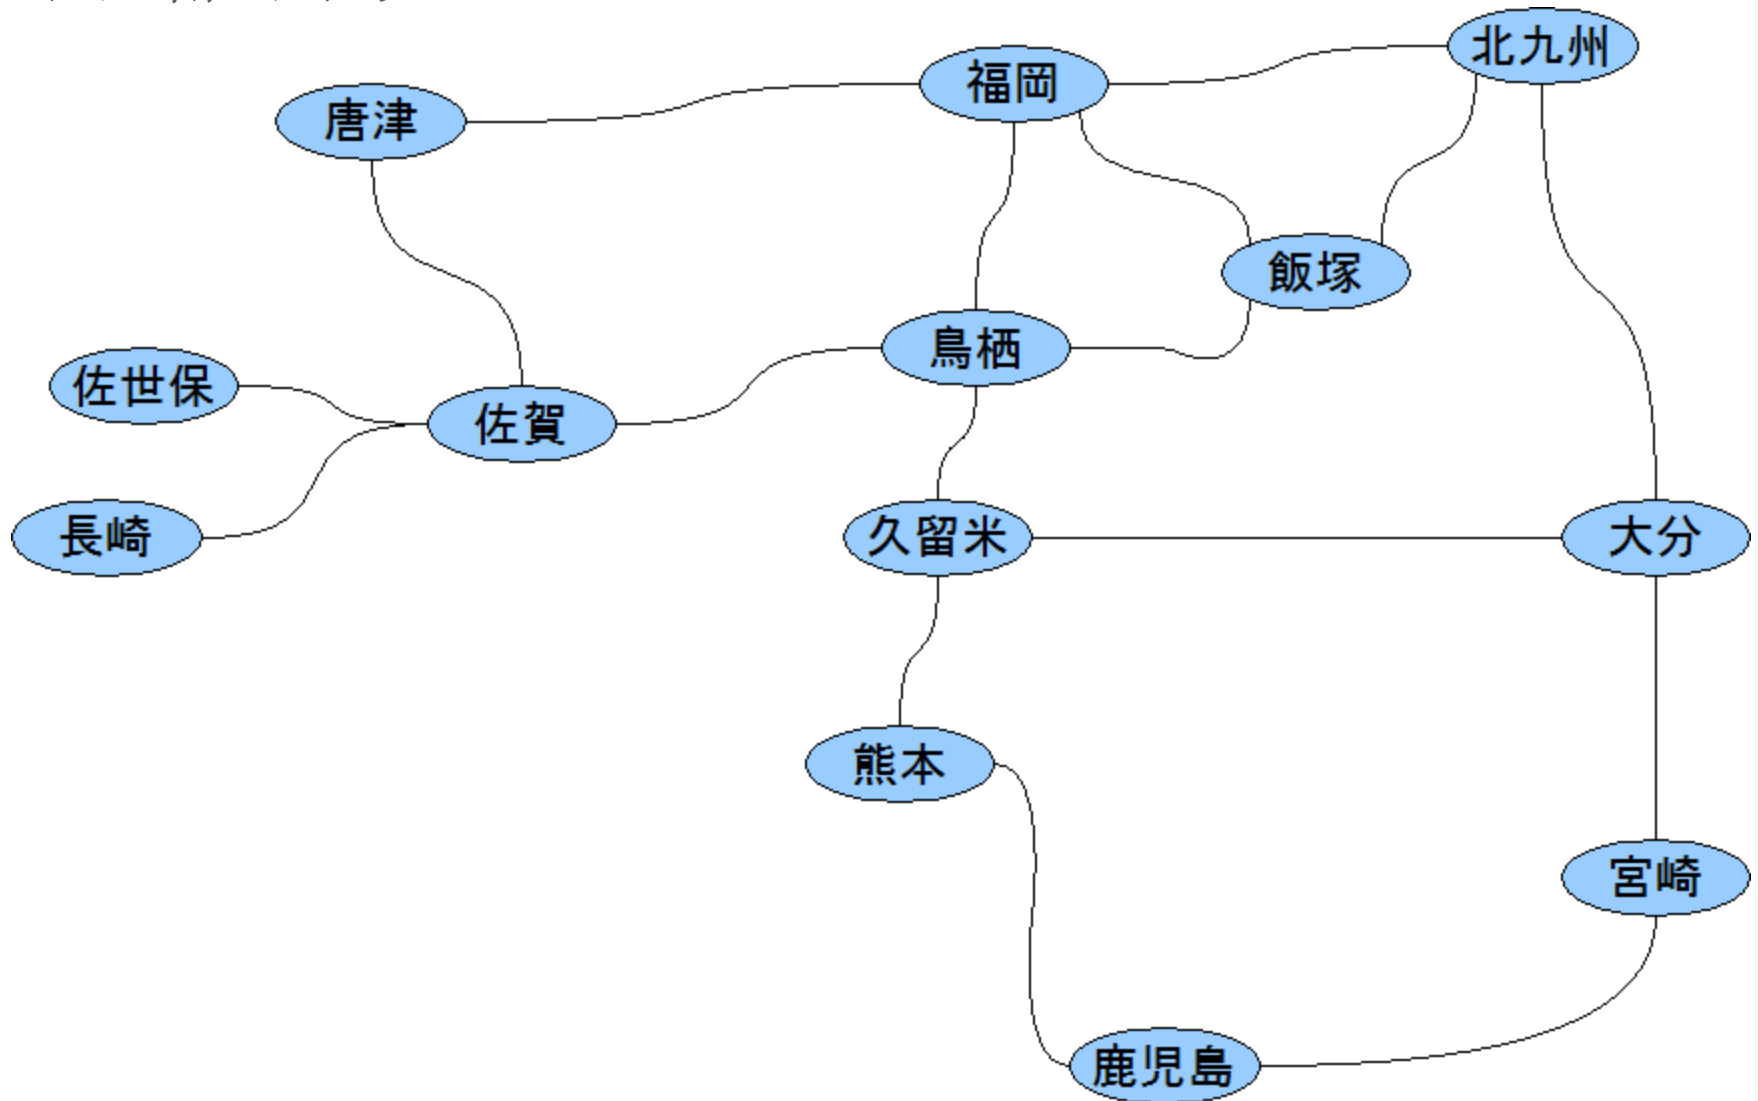 北九州
福岡
唐津
飯塚
鳥栖
佐世保
佐賀
長崎
久留米
大分
熊本
宮崎
鹿児島